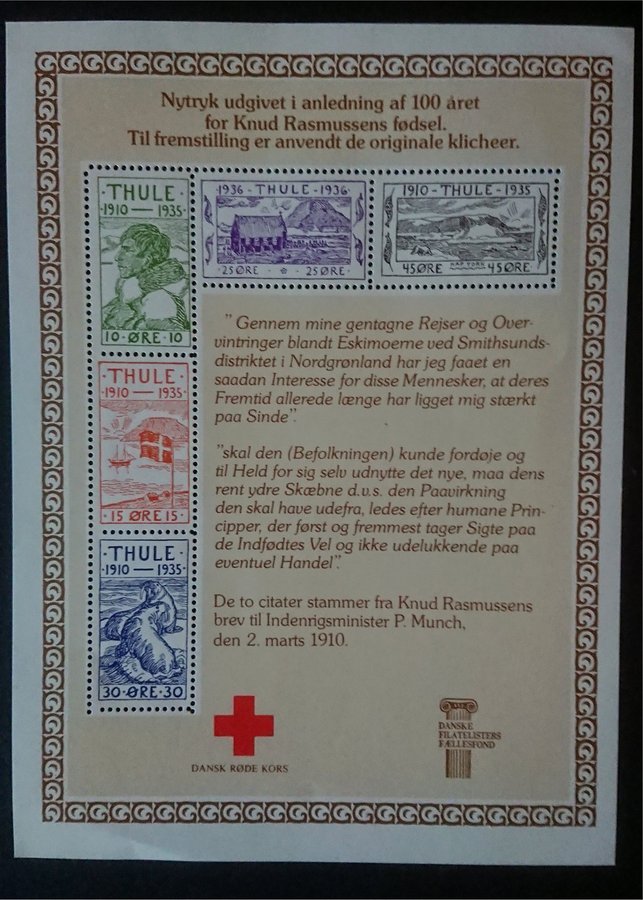 Nytryk udgivet i anledning af 100 året
for Knud Rasmussens fødsel.
Til fremstilling er anvendt de originale klicheer.
·THULE·
·1910 — 1935·
10 · ØRE · 10
1936 - THULE - 1936
· 25 ØRE · · 25 ØRE ·
1910 - THULE - 1935
45 ØRE KAP YORK 45 ØRE
·THULE·
·1910 — 1935·
15 ØRE 15
·THULE·
·1910 — 1935·
30 · ØRE · 30
" Gennem mine gentagne Rejser og Over-
vintringer blandt Eskimoerne ved Smithsunds-
distriktet i Nordgrønland har jeg faaet en
saadan Interesse for disse Mennesker, at deres
Fremtid allerede længe har ligget mig stærkt
paa Sinde".
"skal den (Befolkningen) kunde fordøje og
til Held for sig selv udnytte det nye, maa dens
rent ydre Skæbne d.v.s. den Paavirkning
den skal have udefra, ledes efter humane Prin-
cipper, der først og fremmest tager Sigte paa
de Indfødtes Vel og ikke udelukkende paa
eventuel Handel".
De to citater stammer fra Knud Rasmussens
brev til Indenrigsminister P. Munch,
den 2. marts 1910.
DANSK RØDE KORS
DANSKE
FILATELISTERS
FÆLLESFOND